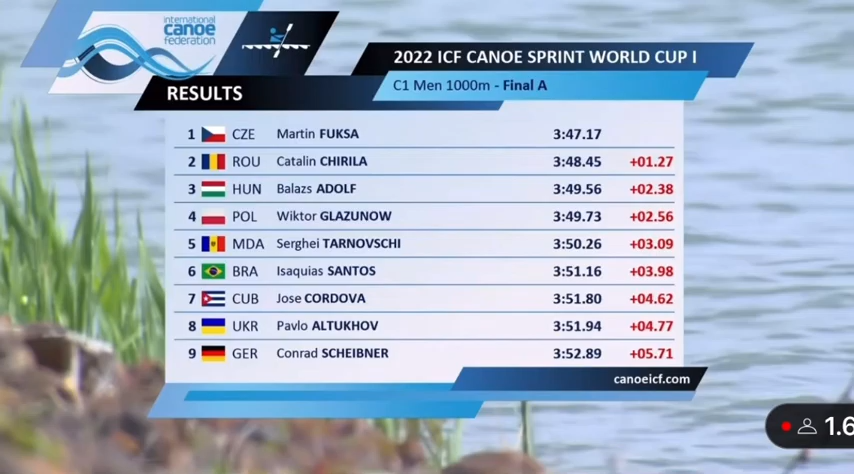 international
canoe
federation
2022 ICF CANOE SPRINT WORLD CUP I
C1 Men 1000m - Final A
RESULTS
1 CZE Martin FUKSA 3:47.17
2 ROU Catalin CHIRILA 3:48.45 +01.27
3 HUN Balazs ADOLF 3:49.56 +02.38
4 POL Wiktor GLAZUNOW 3:49.73 +02.56
5 MDA Serghei TARNOVSCHI 3:50.26 +03.09
6 BRA Isaquias SANTOS 3:51.16 +03.98
7 CUB Jose CORDOVA 3:51.80 +04.62
8 UKR Pavlo ALTUKHOV 3:51.94 +04.77
9 GER Conrad SCHEIBNER 3:52.89 +05.71
canoeicf.com
1.6